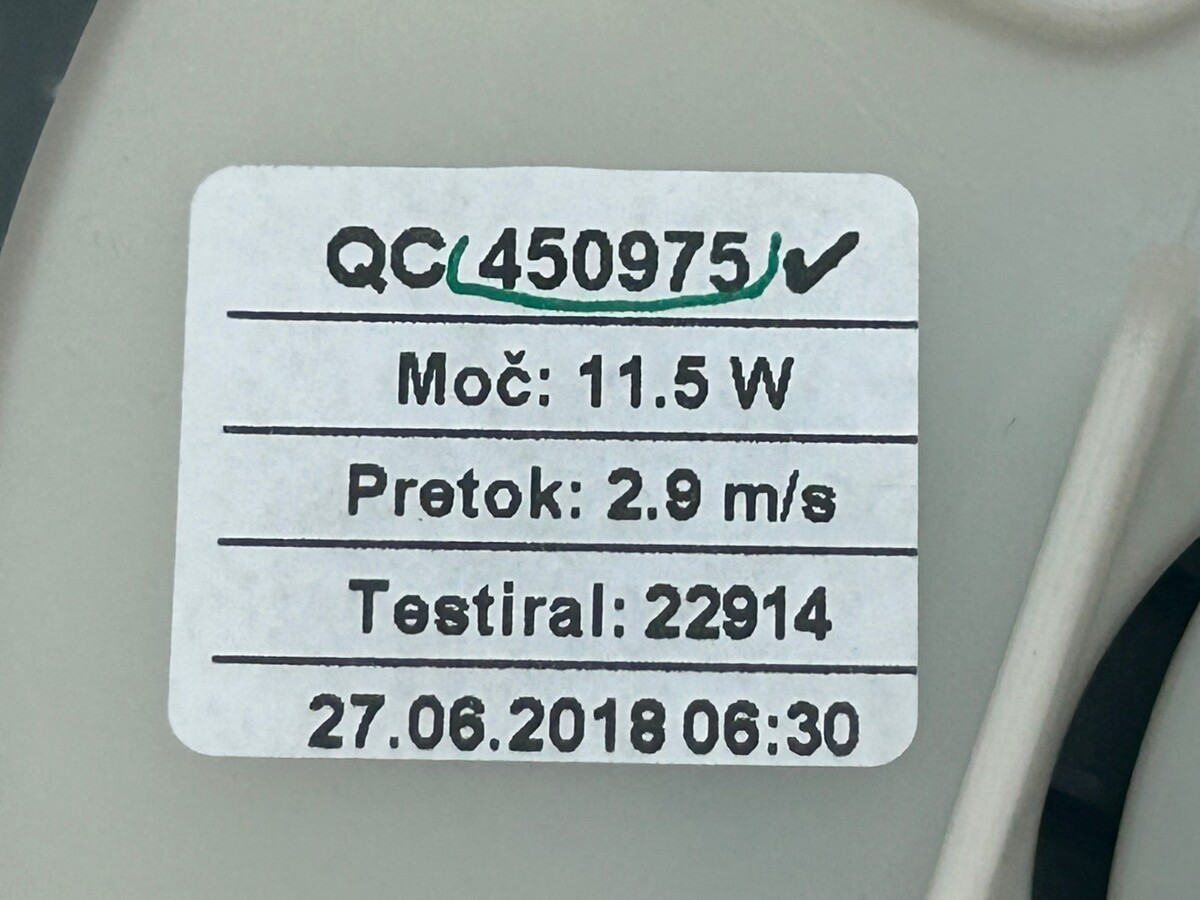 QC 450975 ✔
Moč: 11.5 W
Pretok: 2.9 m/s
Testiral: 22914
27.06.2018 06:30